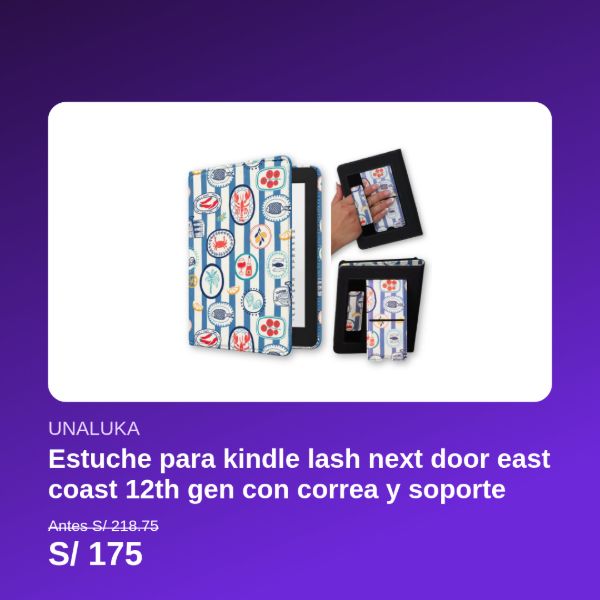 UNALUKA
Estuche para kindle lash next door east
coast 12th gen con correa y soporte
Antes S/ 218.75
S/ 175